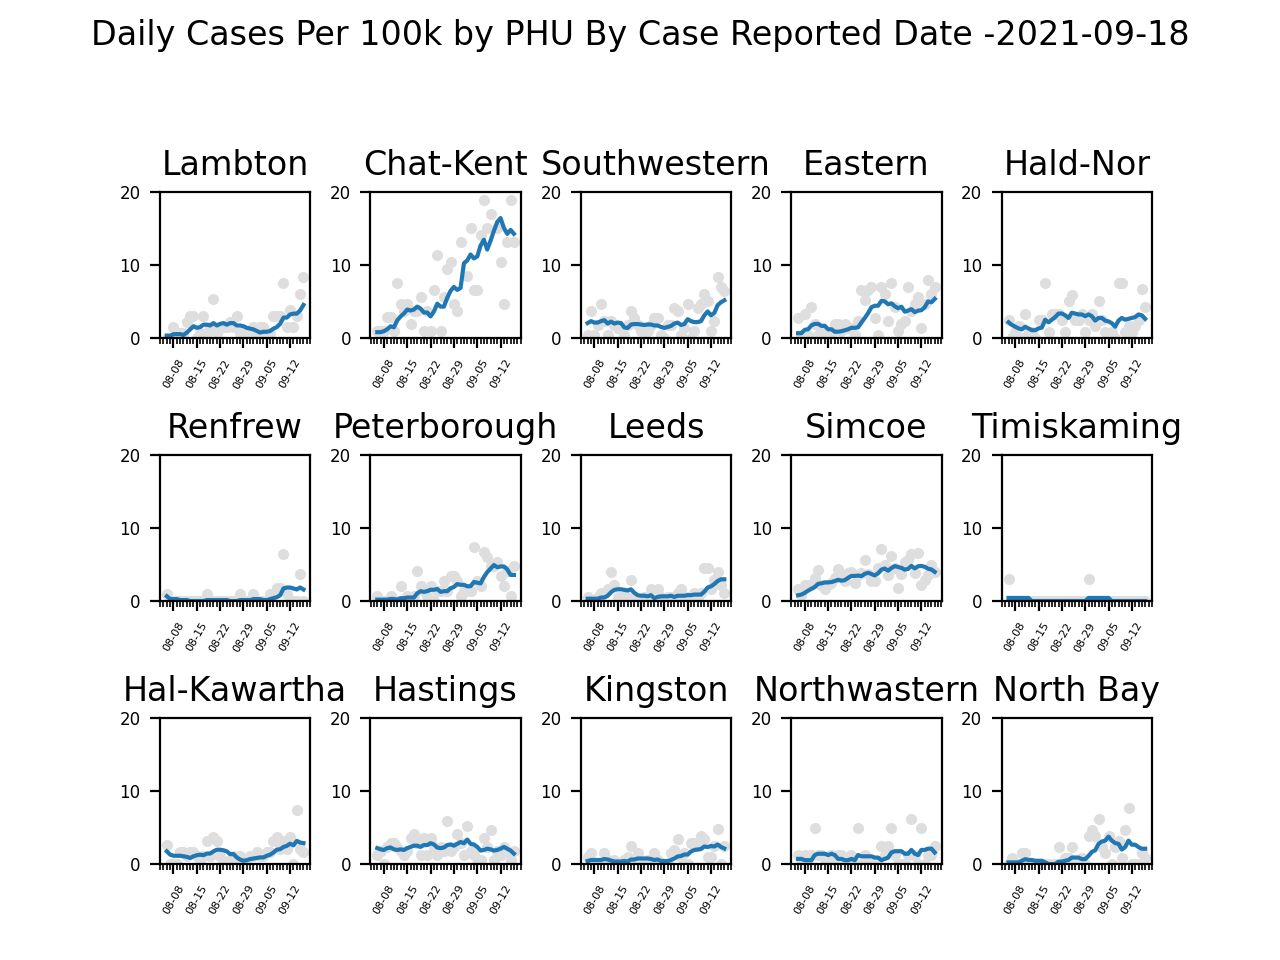 Daily Cases Per 100k by PHU By Case Reported Date -2021-09-18
Lambton Chat-Kent Southwestern Eastern Hald-Nor
20 20 20 20 20
10 10 10 10 10
0 0 0 0 0
08-08 08-15 08-22 08-29 09-05 09-12 08-08 08-15 08-22 08-29 09-05 09-12 08-08 08-15 08-22 08-29 09-05 09-12 08-08 08-15 08-22 08-29 09-05 09-12 08-08 08-15 08-22 08-29 09-05 09-12
Renfrew Peterborough Leeds Simcoe Timiskaming
20 20 20 20 20
10 10 10 10 10
0 0 0 0 0
08-08 08-15 08-22 08-29 09-05 09-12 08-08 08-15 08-22 08-29 09-05 09-12 08-08 08-15 08-22 08-29 09-05 09-12 08-08 08-15 08-22 08-29 09-05 09-12 08-08 08-15 08-22 08-29 09-05 09-12
Hal-Kawartha Hastings Kingston Northwastern North Bay
20 20 20 20 20
10 10 10 10 10
0 0 0 0 0
08-08 08-15 08-22 08-29 09-05 09-12 08-08 08-15 08-22 08-29 09-05 09-12 08-08 08-15 08-22 08-29 09-05 09-12 08-08 08-15 08-22 08-29 09-05 09-12 08-08 08-15 08-22 08-29 09-05 09-12